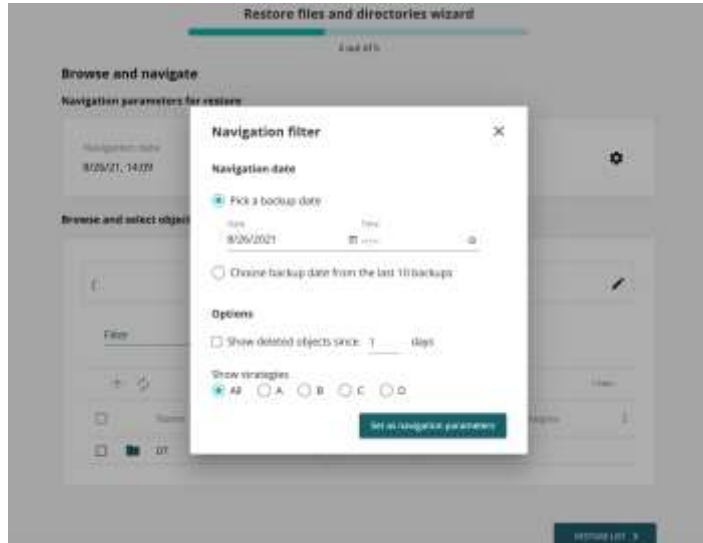 Restore files and directories wizard
Browse and navigate
Navigation parameters for restore
Navigation date
8/26/21, 14:09
Navigation filter
Navigation date
Pick a backup date
Date
Time
8/26/2021
Choose backup date from the last 10 backups
Options
Show deleted objects since 1 days
Show strategies
All A B C D
Set as navigation parameters
Browse and select object
Filter
Name
D7
RESTORE LIST